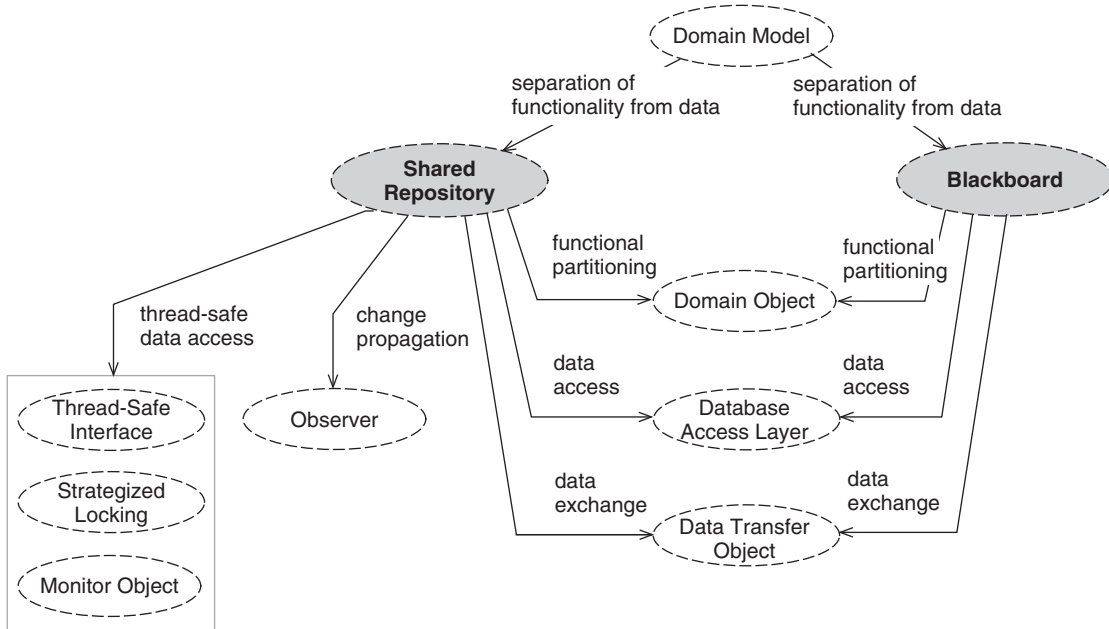 Domain Model
separation of
functionality from data
separation of
functionality from data
Shared
Repository
Blackboard
functional
partitioning
functional
partitioning
Domain Object
thread-safe
data access
change
propagation
data
access
data
access
Thread-Safe
Interface
Observer
Database
Access Layer
Strategized
Locking
data
exchange
data
exchange
Data Transfer
Object
Monitor Object